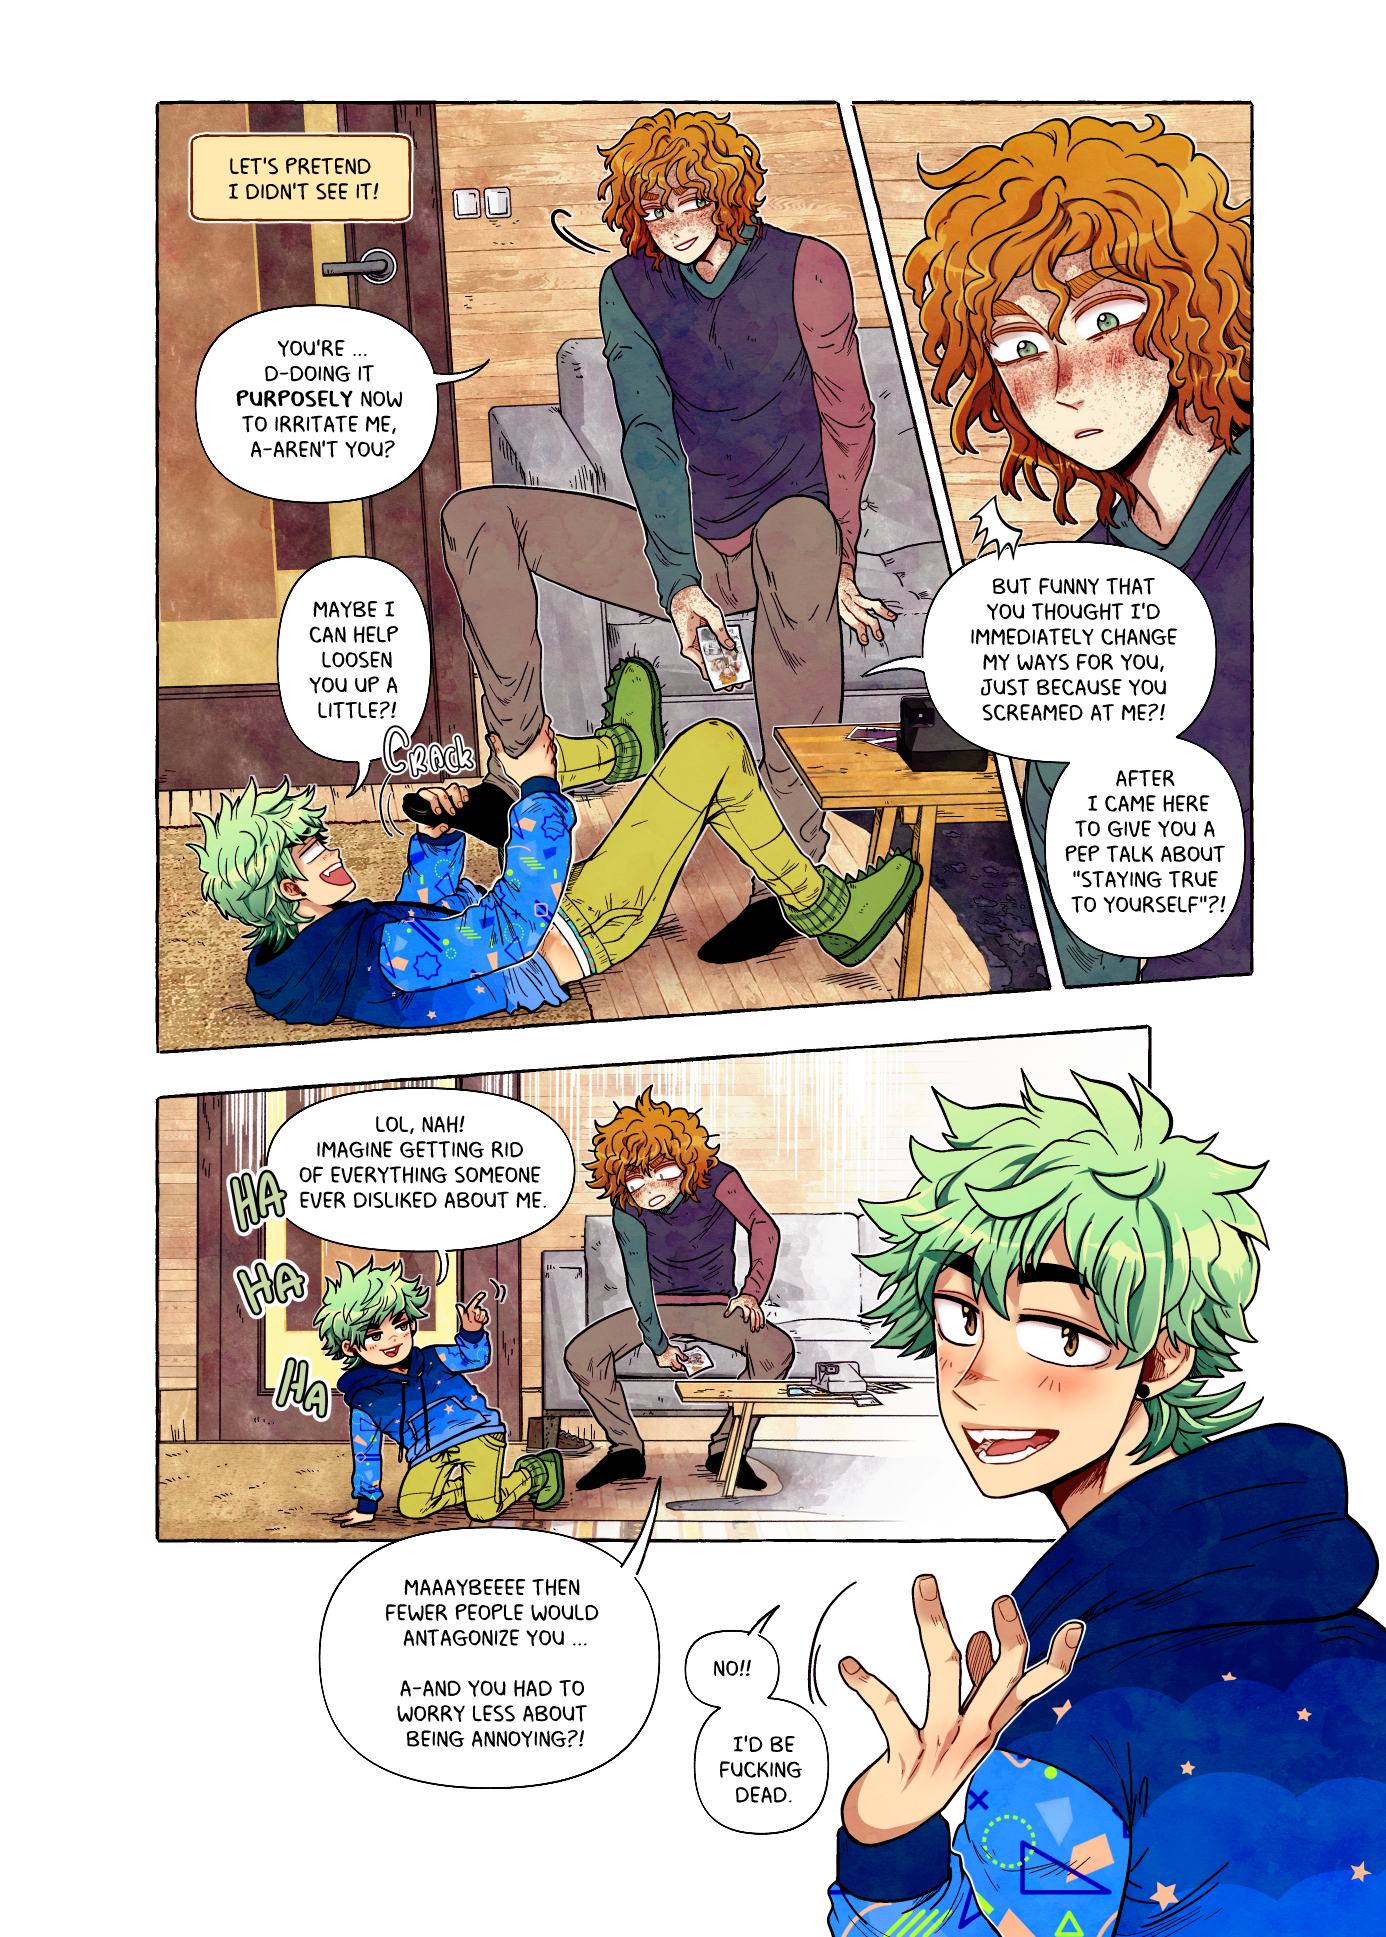 LET'S PRETEND
I DIDN'T SEE IT!
YOU'RE ...
D-DOING IT
PURPOSELY NOW
TO IRRITATE ME,
A-AREN'T YOU?
MAYBE I
CAN HELP
LOOSEN
YOU UP A
LITTLE?!
CRACK
BUT FUNNY THAT
YOU THOUGHT I'D
IMMEDIATELY CHANGE
MY WAYS FOR YOU,
JUST BECAUSE YOU
SCREAMED AT ME?!
AFTER
I CAME HERE
TO GIVE YOU A
PEP TALK ABOUT
"STAYING TRUE
TO YOURSELF"?!
LOL, NAH!
IMAGINE GETTING RID
OF EVERYTHING SOMEONE
EVER DISLIKED ABOUT ME.
HA
HA
HA
MAAAYBEEEE THEN
FEWER PEOPLE WOULD
ANTAGONIZE YOU ...
A-AND YOU HAD TO
WORRY LESS ABOUT
BEING ANNOYING?!
NO!!
I'D BE
FUCKING
DEAD.